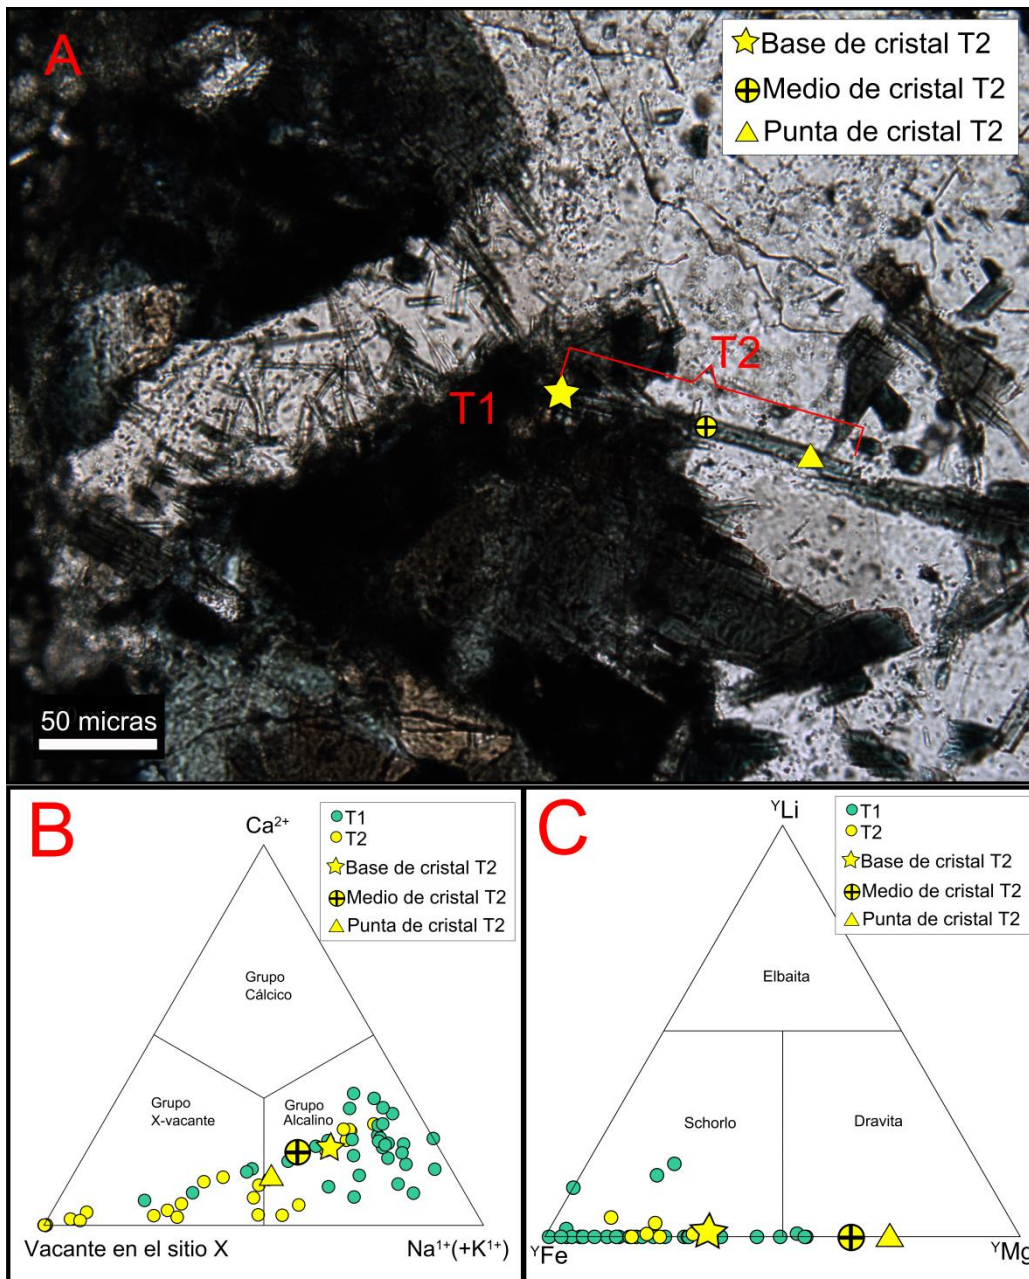 A
Base de cristal T2
Medio de cristal T2
Punta de cristal T2
T2
T1
50 micras
B
T1
T2
Base de cristal T2
Medio de cristal T2
Punta de cristal T2
Ca²⁺
Grupo
Cálcico
Grupo
X-vacante
Grupo
Alcalino
Vacante en el sitio X
Na¹⁺(+K¹⁺)
C
ʸLi
T1
T2
Base de cristal T2
Medio de cristal T2
Punta de cristal T2
Elbaita
Schorlo
Dravita
ʸFe
ʸMg